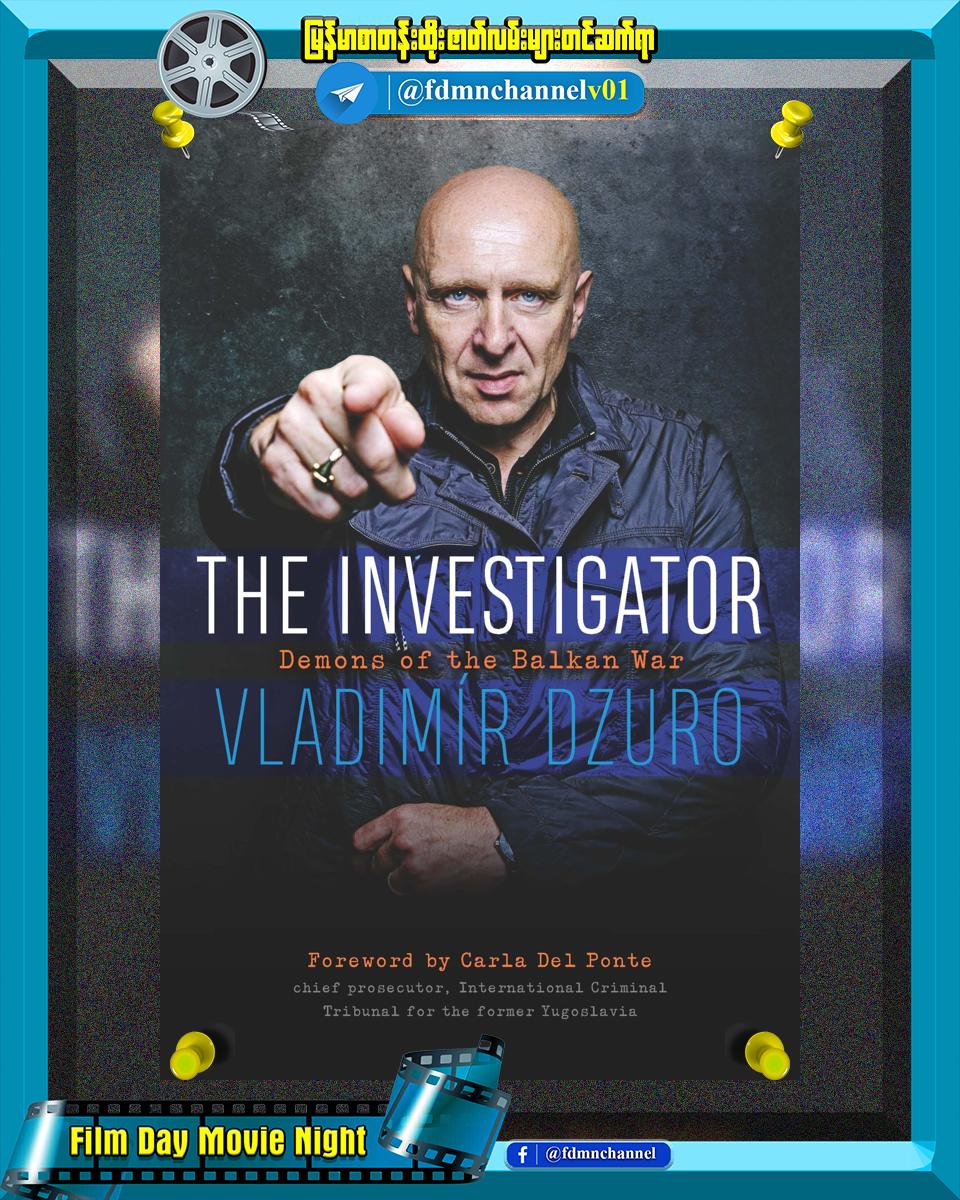 မြန်မာစာတန်းထိုးဇာတ်လမ်းများတင်ဆက်ရာ
@fdmnchannelv01
THE INVESTIGATOR
Demons of the Balkan War
VLADIMÍR DZURO
Foreword by Carla Del Ponte
chief prosecutor, International Criminal
Tribunal for the former Yugoslavia
Film Day Movie Night
f @fdmnchannel